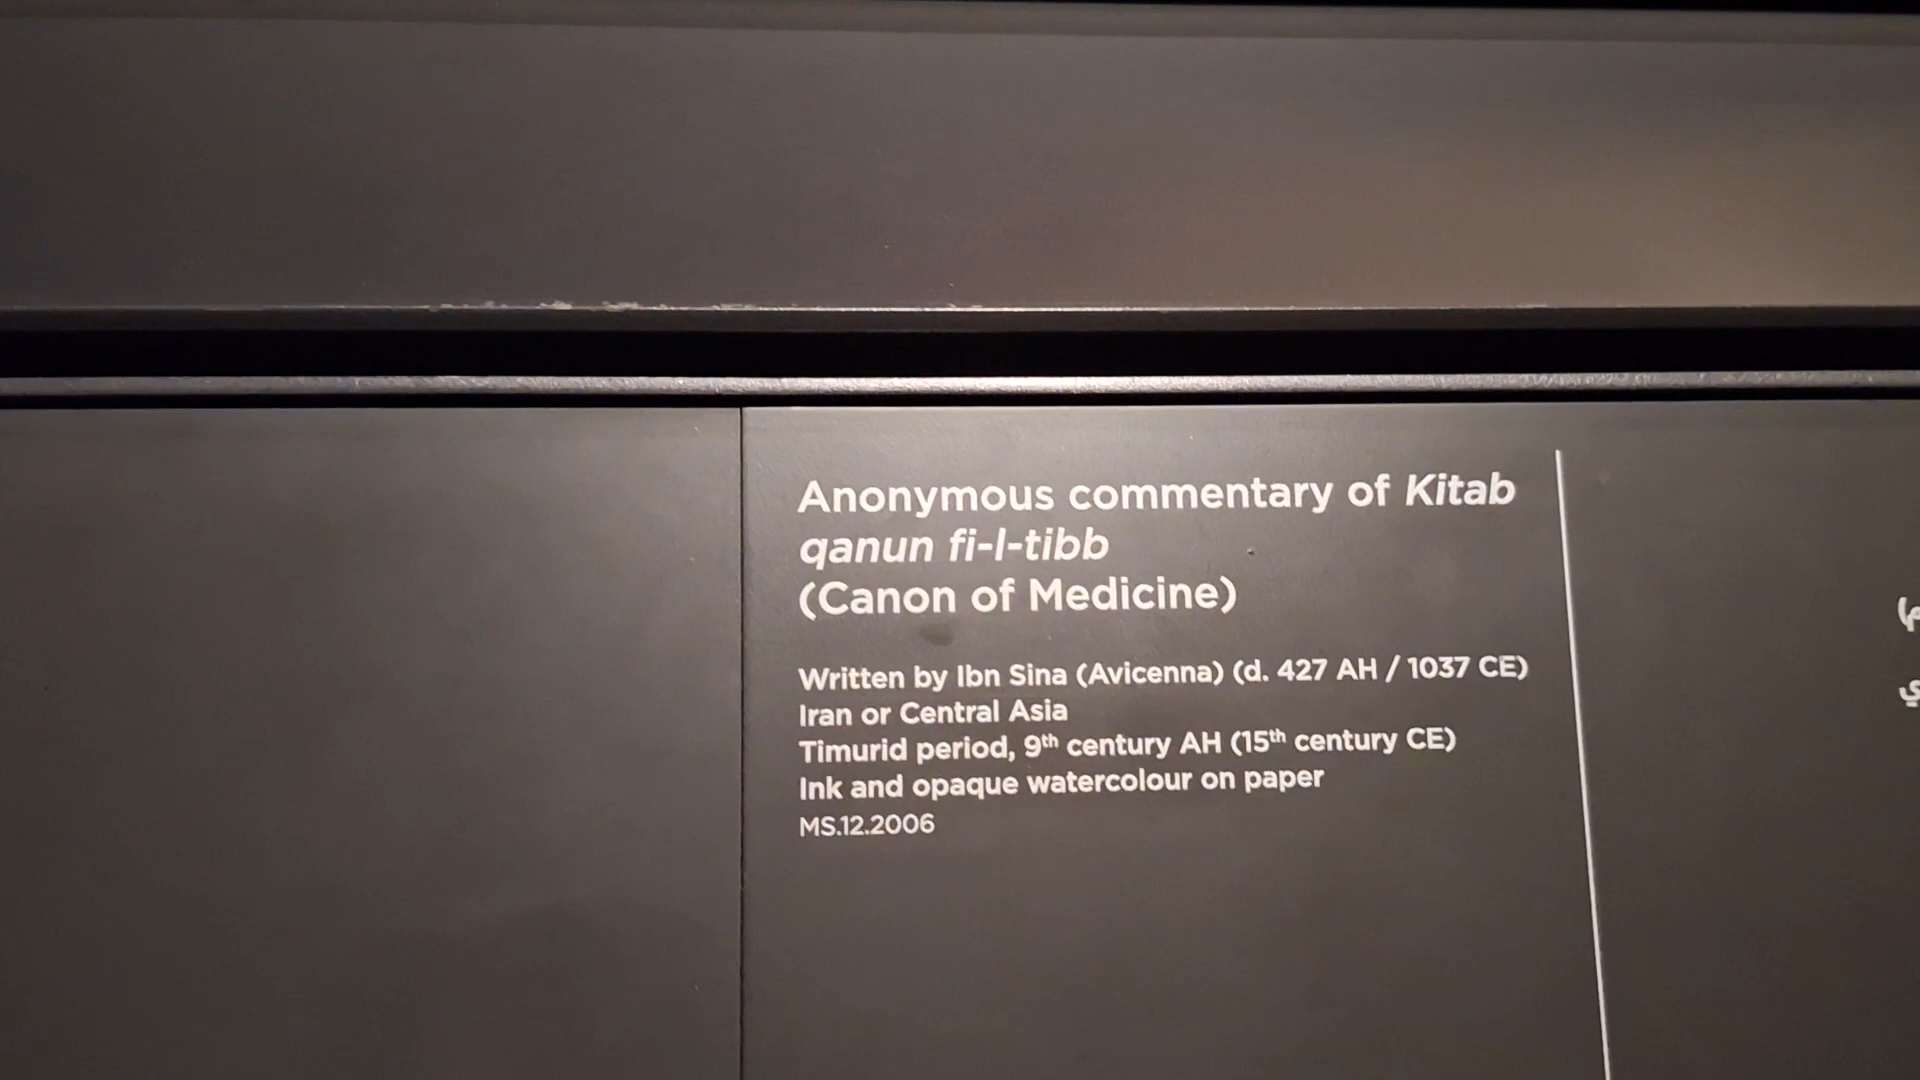 Anonymous commentary of Kitab
qanun fi-l-tibb
(Canon of Medicine)
Written by Ibn Sina (Avicenna) (d. 427 AH / 1037 CE)
Iran or Central Asia
Timurid period, 9th century AH (15th century CE)
Ink and opaque watercolour on paper
MS.12.2006